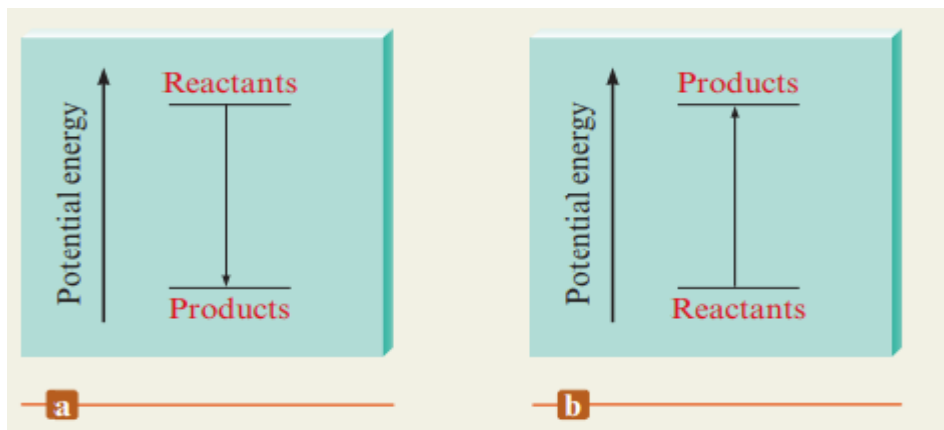 Potential energy
Reactants
Products
a
Potential energy
Products
Reactants
b